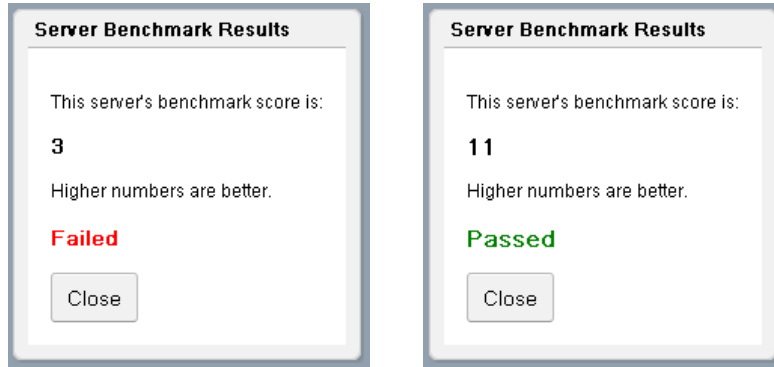 Server Benchmark Results
This server's benchmark score is:
3
Higher numbers are better.
Failed
Close
Server Benchmark Results
This server's benchmark score is:
11
Higher numbers are better.
Passed
Close